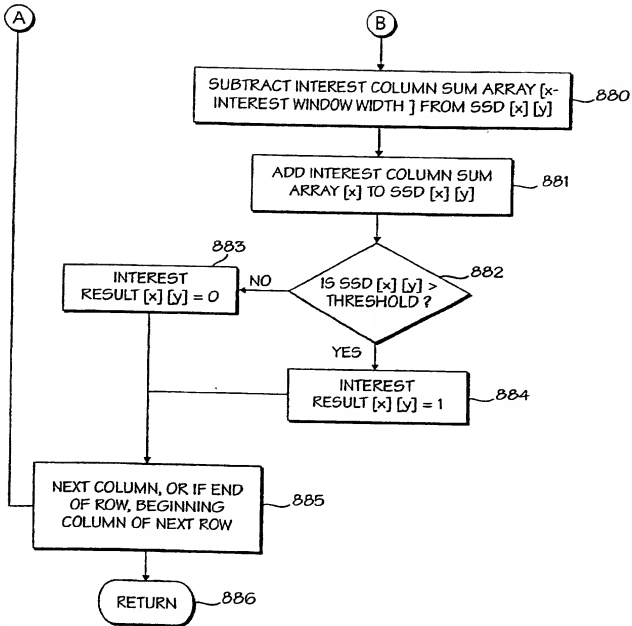 A
B
SUBTRACT INTEREST COLUMN SUM ARRAY [x-
INTEREST WINDOW WIDTH ] FROM SSD [x] [y]
880
ADD INTEREST COLUMN SUM
ARRAY [x] TO SSD [x] [y]
881
883
INTEREST
RESULT [x] [y] = 0
NO
IS SSD [x] [y] >
THRESHOLD ?
882
YES
INTEREST
RESULT [x] [y] = 1
884
NEXT COLUMN, OR IF END
OF ROW, BEGINNING
COLUMN OF NEXT ROW
885
RETURN
886